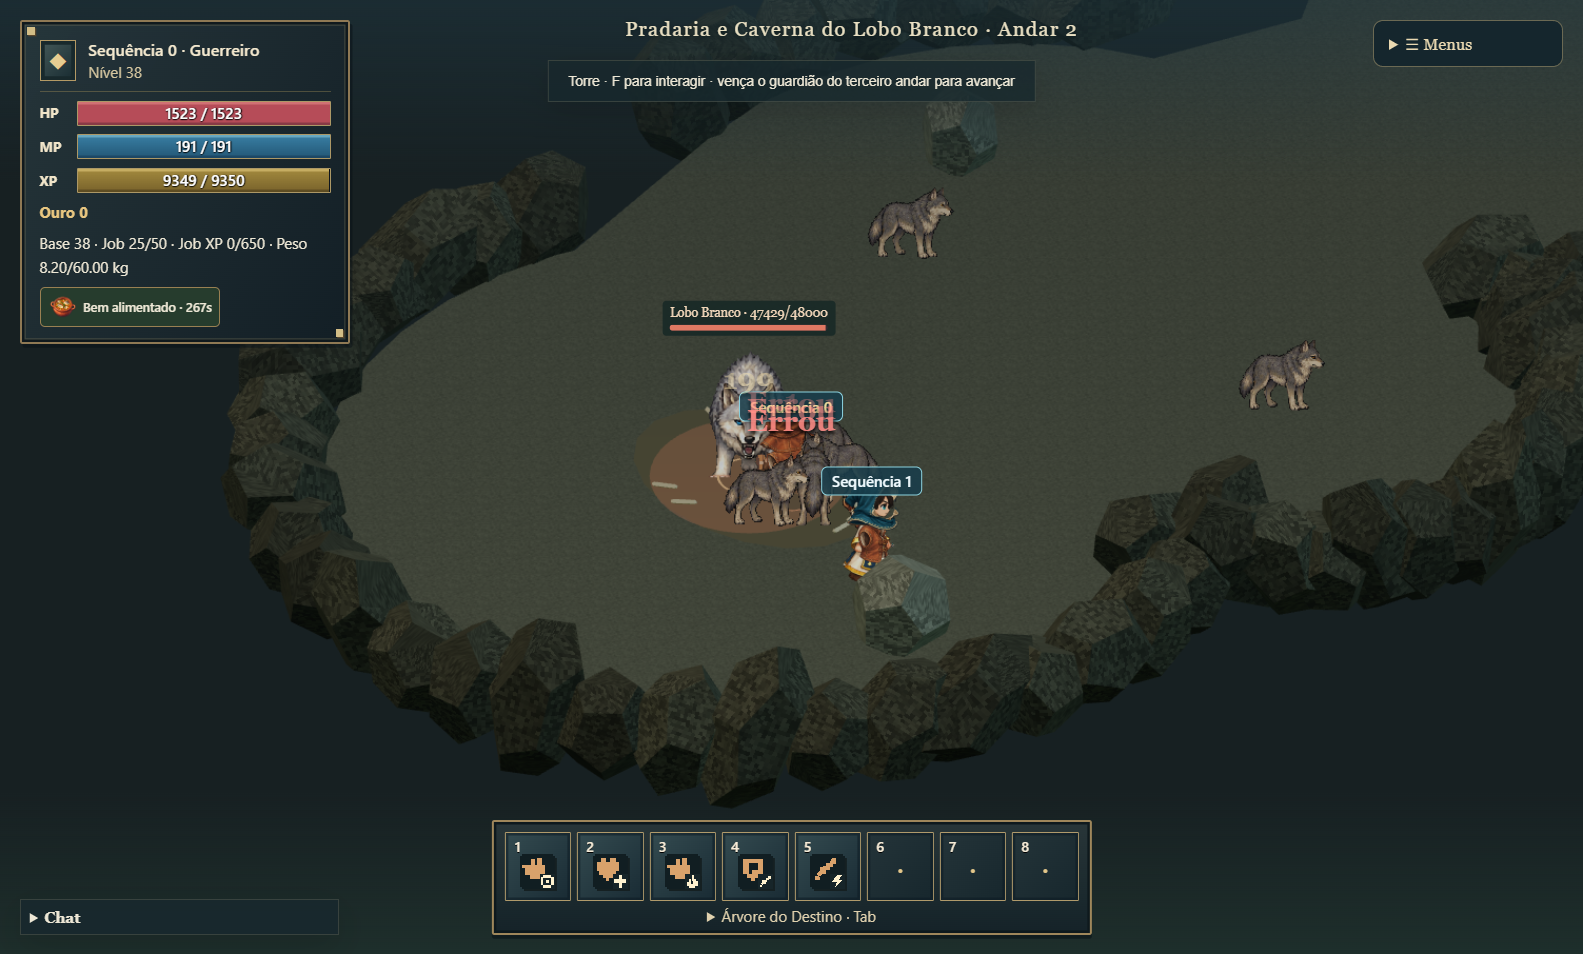 Sequência 0 · Guerreiro
Nível 38
HP
1523 / 1523
MP
191 / 191
XP
9349 / 9350
Ouro 0
Base 38 · Job 25/50 · Job XP 0/650 · Peso
8.20/60.00 kg
Bem alimentado · 267s
Pradaria e Caverna do Lobo Branco · Andar 2
Torre · F para interagir · vença o guardião do terceiro andar para avançar
▶ ☰ Menus
Lobo Branco · 47429/48000
199
Sequência 0
Errou
Sequência 1
1
2
3
4
5
6
7
8
▶ Árvore do Destino · Tab
▶ Chat